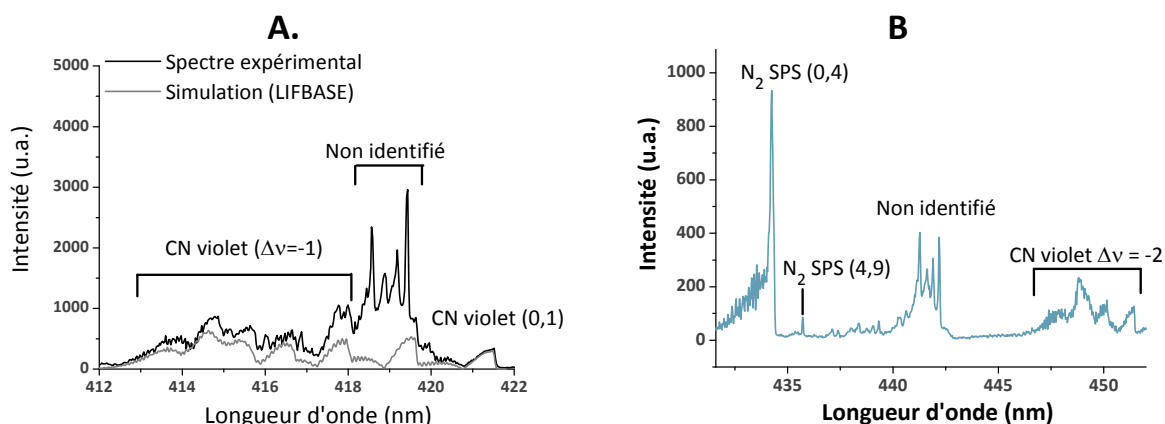 A.
Spectre expérimental
Simulation (LIFBASE)
Non identifié
CN violet (Δν=-1)
CN violet (0,1)
Intensité (u.a.)
5000
4000
3000
2000
1000
0
412 414 416 418 420 422
Longueur d'onde (nm)
B
N2 SPS (0,4)
Non identifié
N2 SPS (4,9)
CN violet Δν = -2
Intensité (u.a.)
1000
800
600
400
200
0
435 440 445 450
Longueur d'onde (nm)